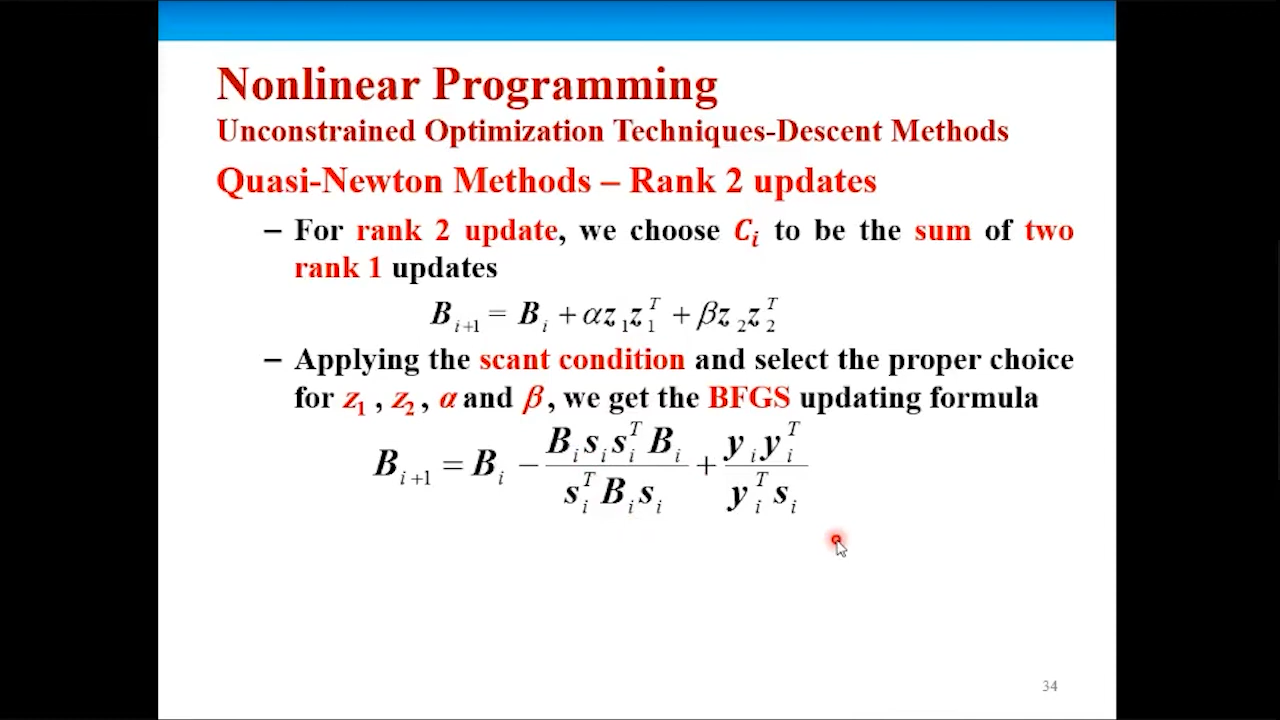 Nonlinear Programming
Unconstrained Optimization Techniques-Descent Methods
Quasi-Newton Methods – Rank 2 updates
– For rank 2 update, we choose C_i to be the sum of two
rank 1 updates
B_{i+1} = B_i + αz_1z_1^T + βz_2z_2^T
– Applying the scant condition and select the proper choice
for z_1 , z_2 , α and β , we get the BFGS updating formula
B_{i+1} = B_i − \frac{B_i s_i s_i^T B_i}{s_i^T B_i s_i} + \frac{y_i y_i^T}{y_i^T s_i}
34